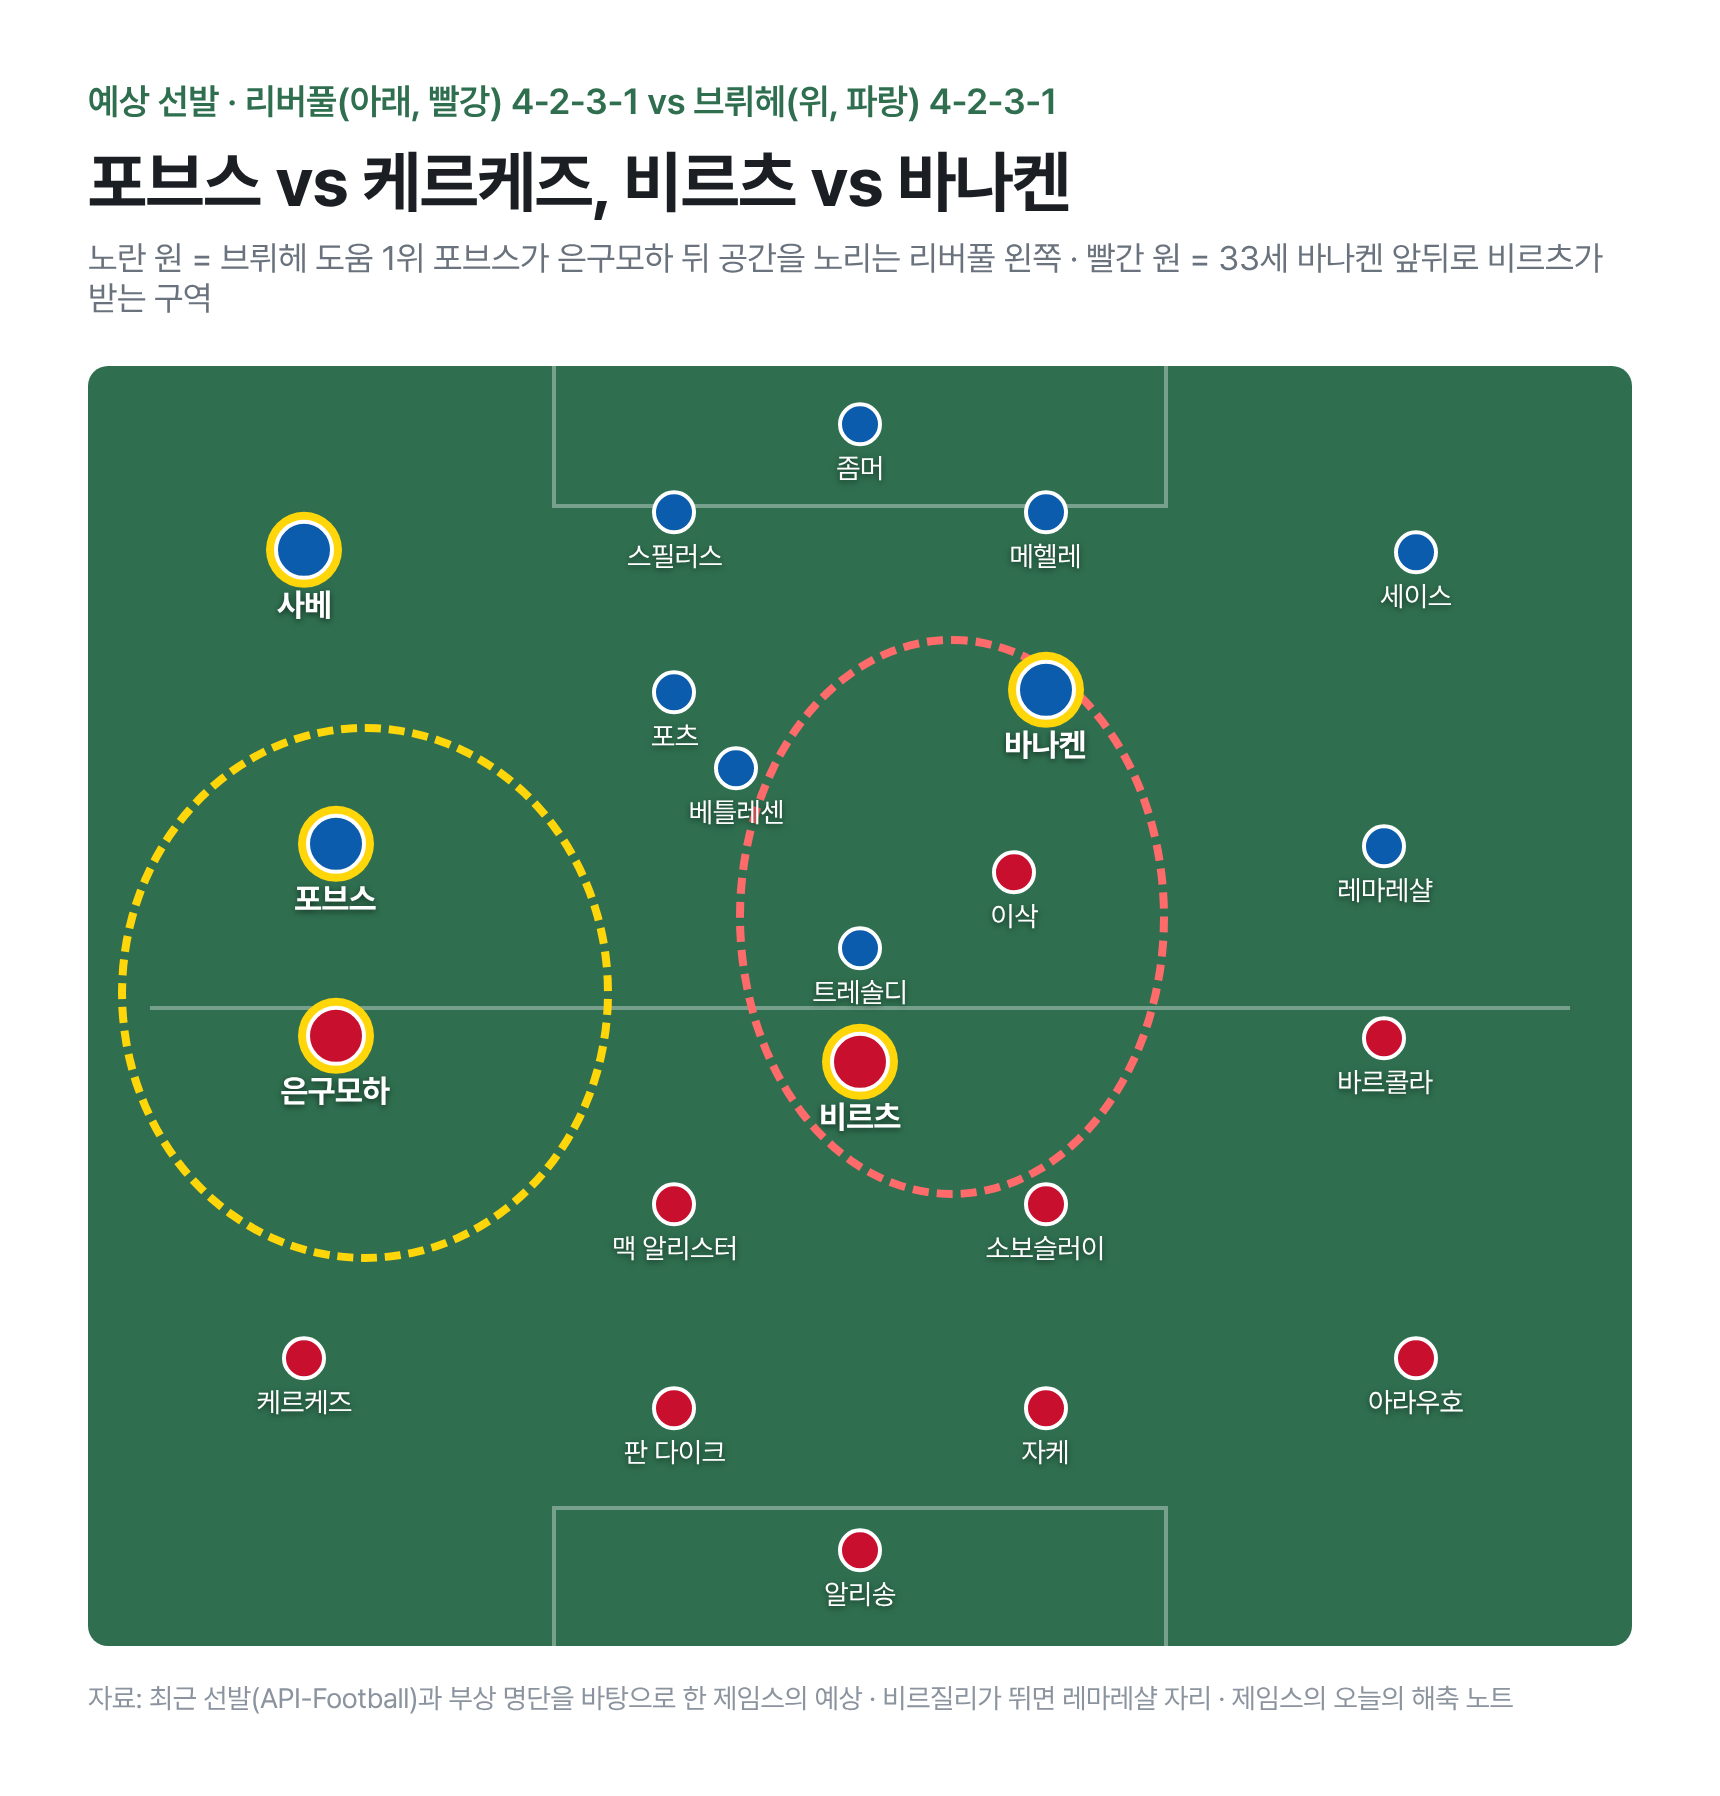 예상 선발 · 리버풀(아래, 빨강) 4-2-3-1 vs 브뤼헤(위, 파랑) 4-2-3-1
포브스 vs 케르케즈, 비르츠 vs 바나켄
노란 원 = 브뤼헤 도움 1위 포브스가 은구모하 뒤 공간을 노리는 리버풀 왼쪽 · 빨간 원 = 33세 바나켄 앞뒤로 비르츠가
받는 구역
좀머
스필러스
메헬레
세이스
사베
포츠
바나켄
베틀레센
포브스
레마레샬
이삭
트레솔디
은구모하
바르콜라
비르츠
맥 알리스터
소보슬러이
케르케즈
아라우호
판 다이크
자케
알리송
자료: 최근 선발(API-Football)과 부상 명단을 바탕으로 한 제임스의 예상 · 비르질리가 뛰면 레마레샬 자리 · 제임스의 오늘의 해축 노트